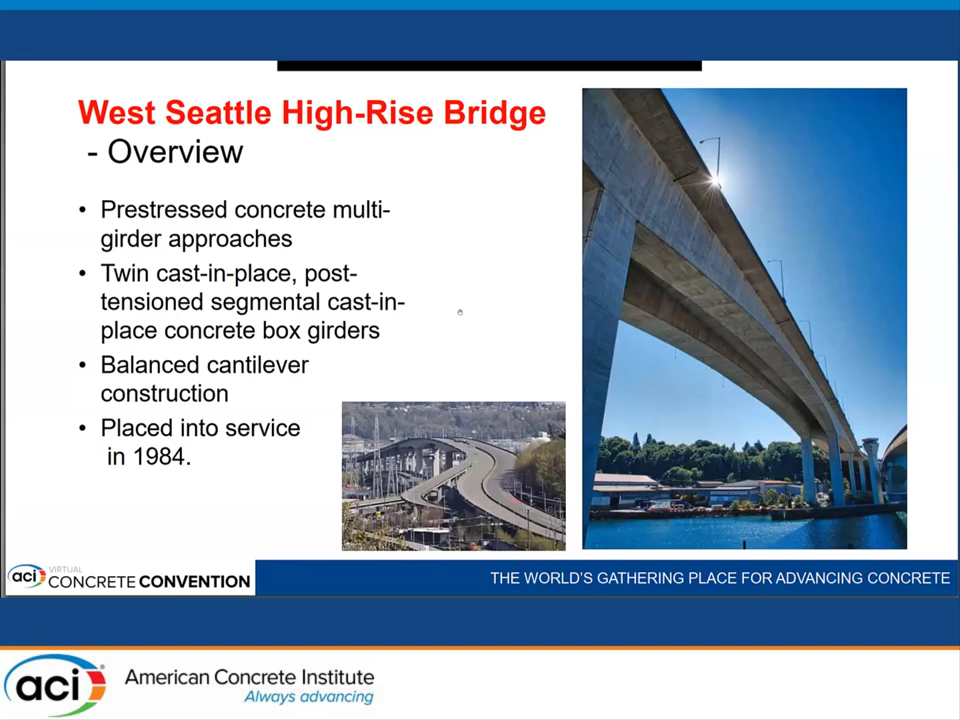 West Seattle High-Rise Bridge
- Overview
• Prestressed concrete multi-
girder approaches
• Twin cast-in-place, post-
tensioned segmental cast-in-
place concrete box girders
• Balanced cantilever
construction
• Placed into service
in 1984.
aci VIRTUAL
CONCRETE CONVENTION
THE WORLD'S GATHERING PLACE FOR ADVANCING CONCRETE
aci® American Concrete Institute
Always advancing